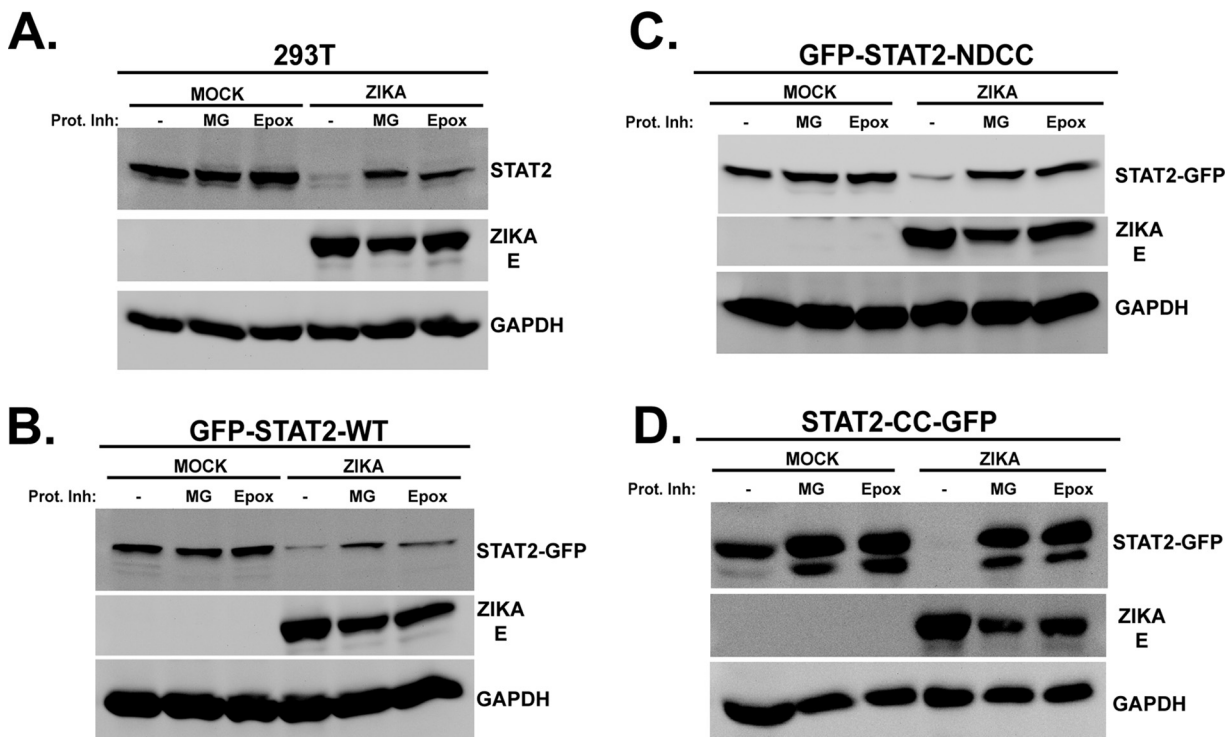 A.
293T
MOCK ZIKA
Prot. Inh: - MG Epox - MG Epox
STAT2
ZIKA
E
GAPDH
B.
GFP-STAT2-WT
MOCK ZIKA
Prot. Inh: - MG Epox - MG Epox
STAT2-GFP
ZIKA
E
GAPDH
C.
GFP-STAT2-NDCC
MOCK ZIKA
Prot. Inh: - MG Epox - MG Epox
STAT2-GFP
ZIKA
E
GAPDH
D.
STAT2-CC-GFP
MOCK ZIKA
Prot. Inh: - MG Epox - MG Epox
STAT2-GFP
ZIKA
E
GAPDH